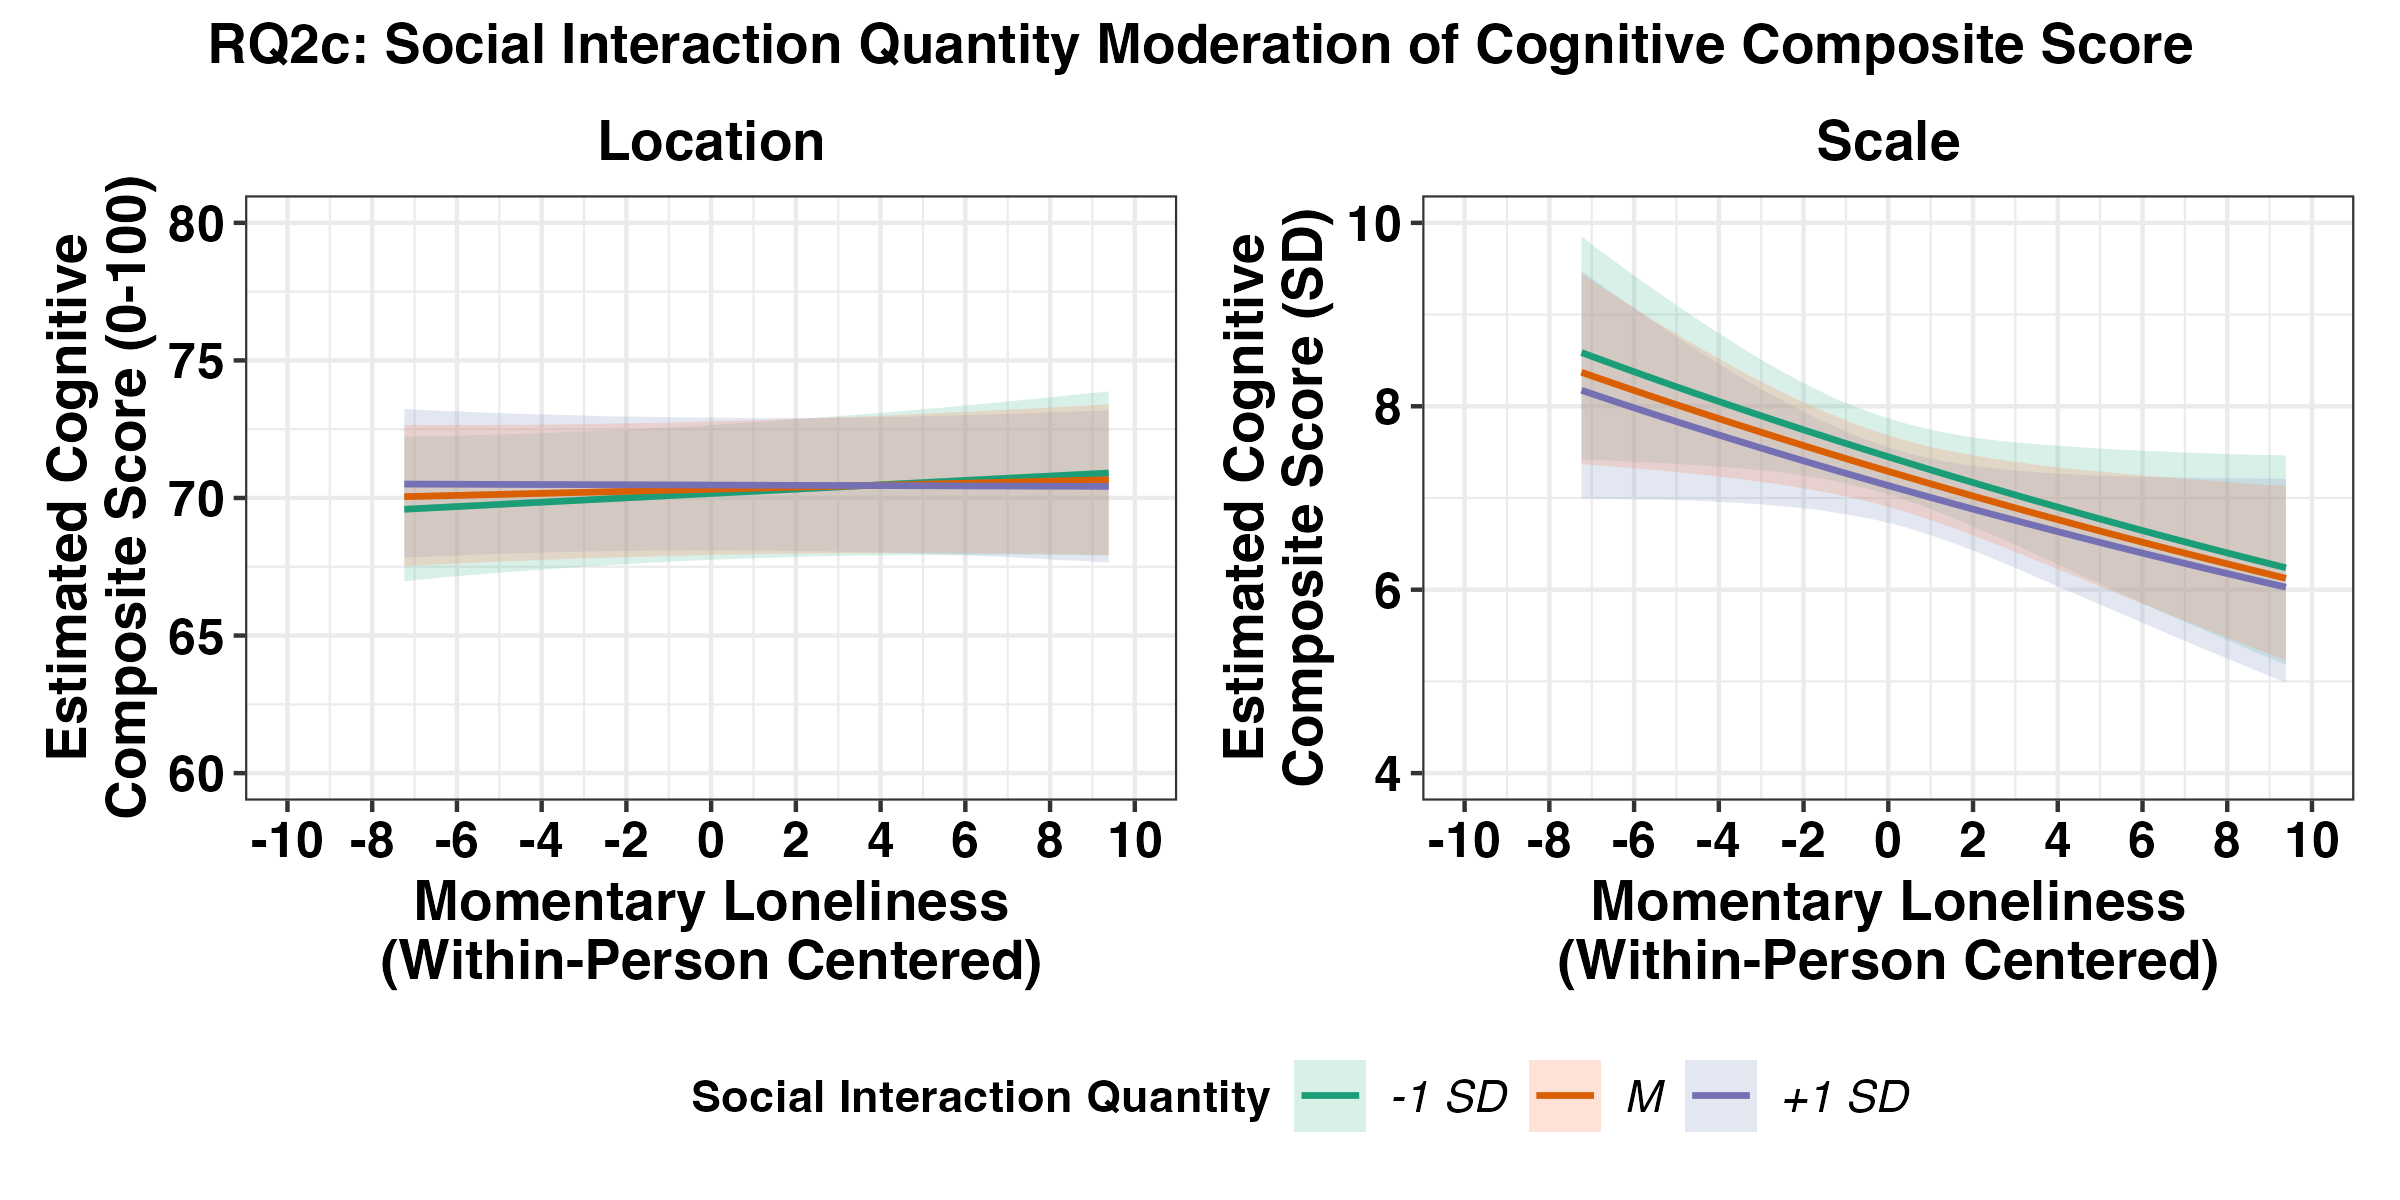 RQ2c: Social Interaction Quantity Moderation of Cognitive Composite Score
Location
Estimated Cognitive
Composite Score (0-100)
80
75
70
65
60
-10 -8 -6 -4 -2 0 2 4 6 8 10
Momentary Loneliness
(Within-Person Centered)
Scale
Estimated Cognitive
Composite Score (SD)
10
8
6
4
-10 -8 -6 -4 -2 0 2 4 6 8 10
Momentary Loneliness
(Within-Person Centered)
Social Interaction Quantity -1 SD M +1 SD